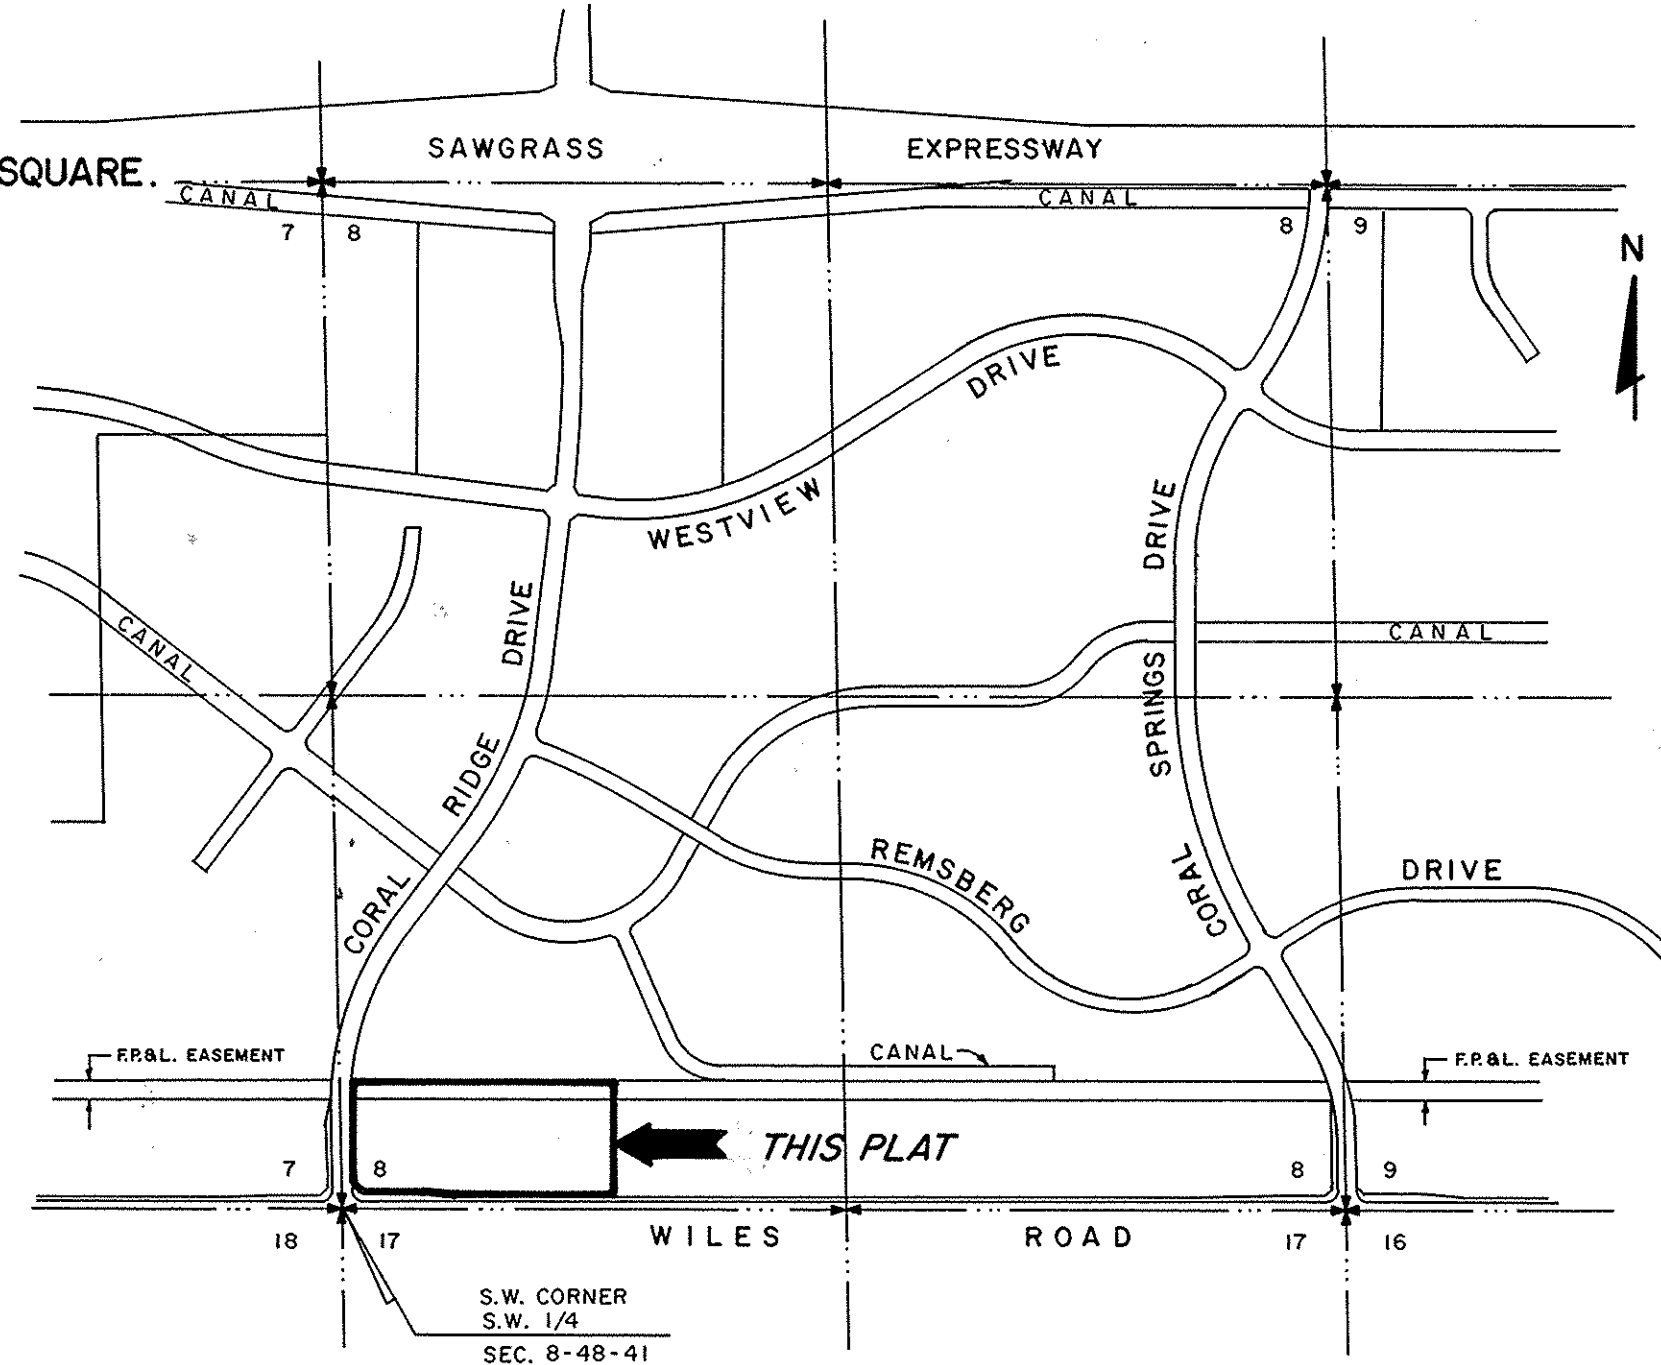 SAWGRASS EXPRESSWAY
SQUARE.
CANAL
CANAL
7 8
8 9
N
DRIVE
WESTVIEW
DRIVE
DRIVE
CANAL
CANAL
SPRINGS
RIDGE
REMSBERG
DRIVE
CORAL
CORAL
F.P.&L. EASEMENT
CANAL
F.P.&L. EASEMENT
THIS PLAT
7 8
8 9
WILES ROAD
18 17
17 16
S.W. CORNER
S.W. 1/4
SEC. 8-48-41